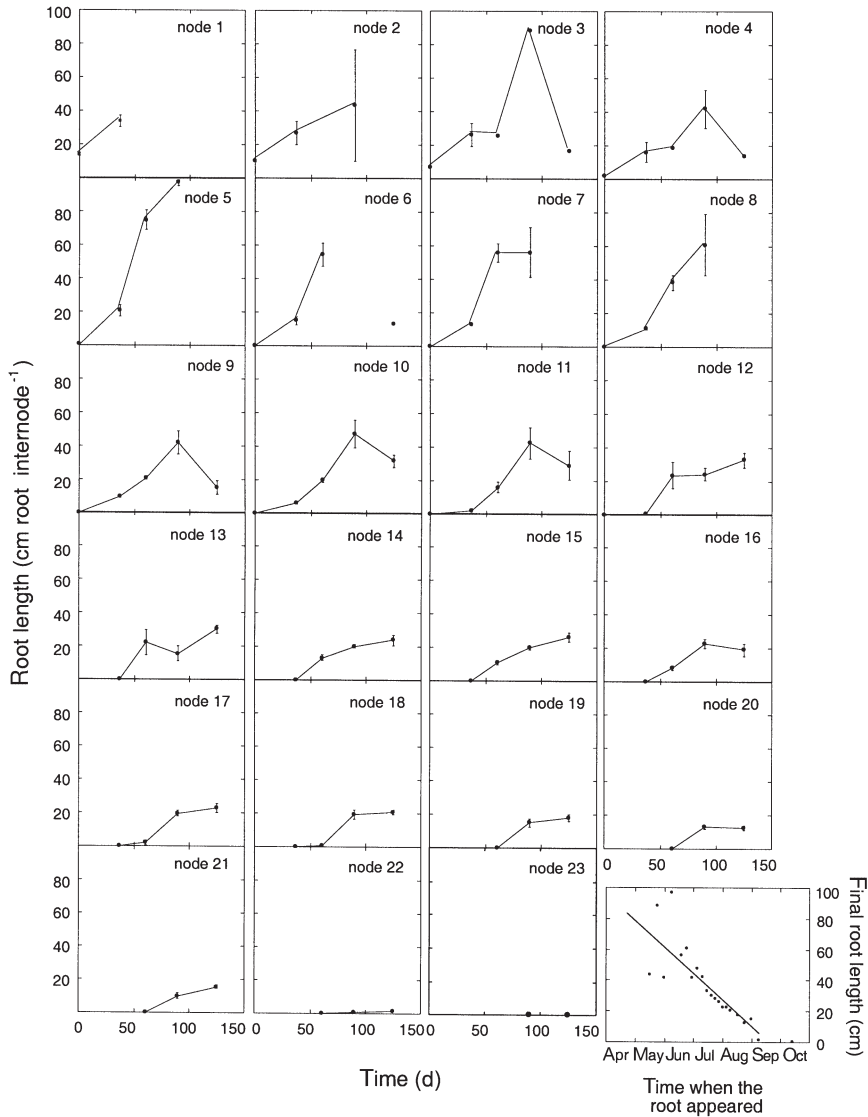 100 node 1 node 2 node 3 node 4
80
60
40
20
node 5 node 6 node 7 node 8
80
60
40
20
node 9 node 10 node 11 node 12
80
60
40
20
node 13 node 14 node 15 node 16
80
60
40
20
node 17 node 18 node 19 node 20
80
60
40
20
0 50 100 150
node 21 node 22 node 23
80
60
40
20
0 50 100 150 0 50 100 150 0 50 100 150
Root length (cm root internode⁻¹)
Time (d)
100
80
60
40
20
0
Final root length (cm)
Apr May Jun Jul Aug Sep Oct
Time when the
root appeared